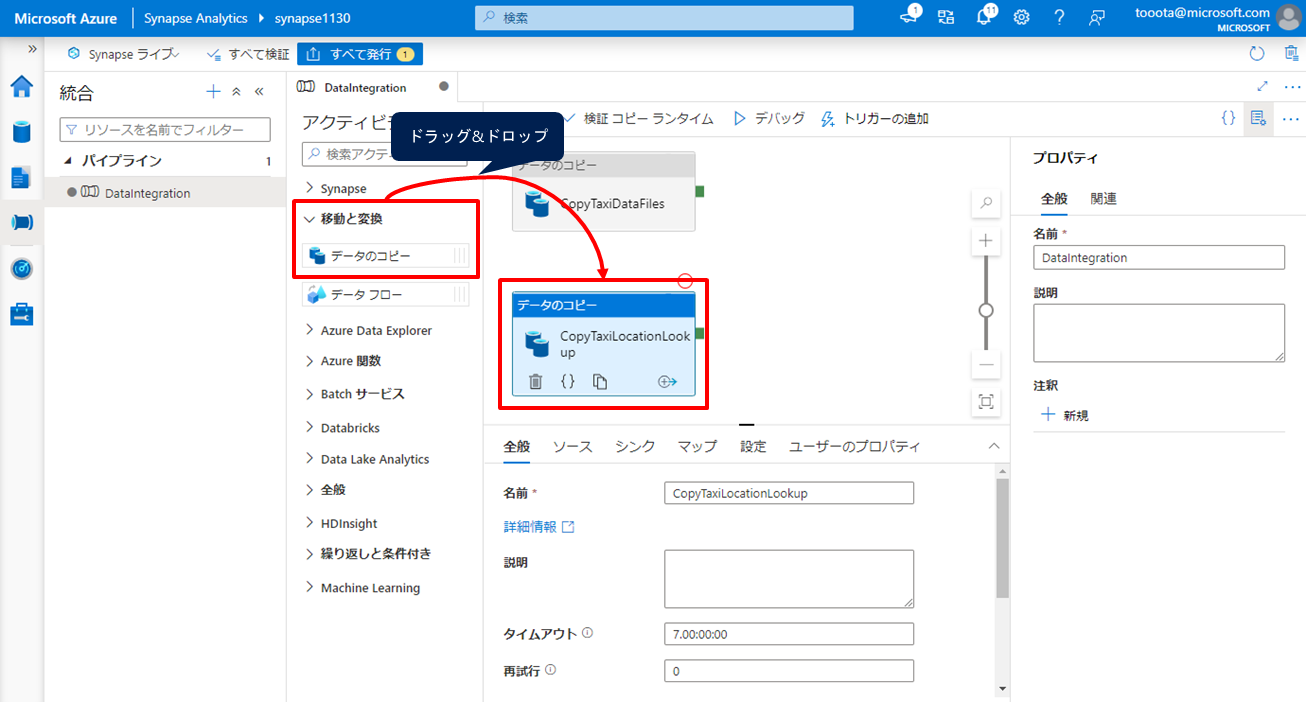 Microsoft Azure
Synapse Analytics
synapse1130
検索
1
11
tooota@microsoft.com
MICROSOFT
Synapse ライブ
すべて検証
すべて発行
1
統合
リソースを名前でフィルター
パイプライン
1
DataIntegration
DataIntegration
アクティビ
検索アクテ
Synapse
移動と変換
データのコピー
データ フロー
Azure Data Explorer
Azure 関数
Batch サービス
Databricks
Data Lake Analytics
全般
HDInsight
繰り返しと条件付き
Machine Learning
ドラッグ&ドロップ
検証 コピー ランタイム
デバッグ
トリガーの追加
{}
データのコピー
CopyTaxiDataFiles
データのコピー
CopyTaxiLocationLook
up
{}
全般
ソース
シンク
マップ
設定
ユーザーのプロパティ
名前 *
CopyTaxiLocationLookup
詳細情報
説明
タイムアウト
7.00:00:00
再試行
0
プロパティ
全般
関連
名前 *
DataIntegration
説明
注釈
新規